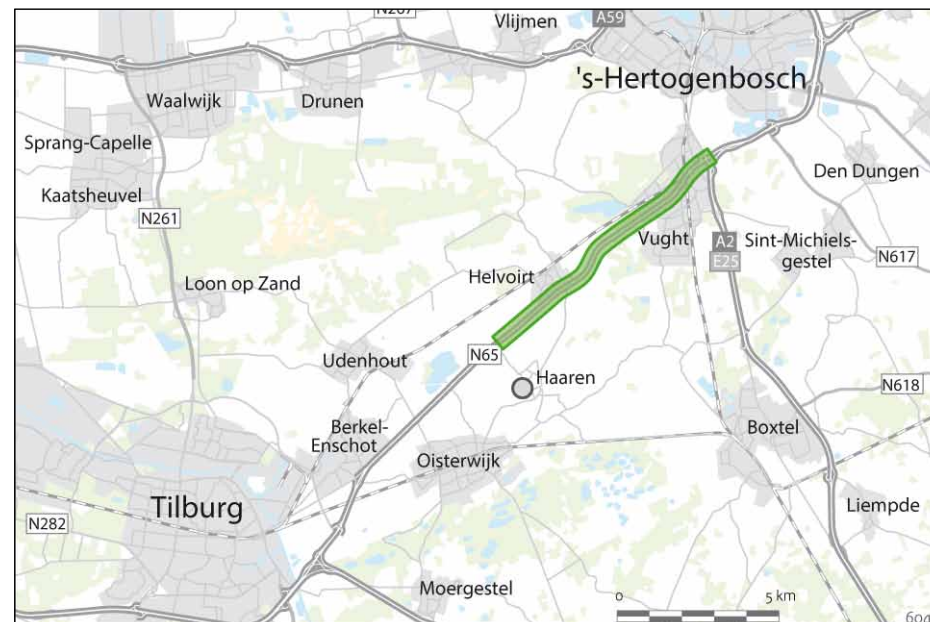 N267
Vlijmen
A59
's-Hertogenbosch
Waalwijk
Drunen
Sprang-Capelle
Kaatsheuvel
Den Dungen
N261
Vught
A2
E25
Sint-Michiels-
gestel
N617
Helvoirt
Loon op Zand
N65
Udenhout
Haaren
N618
Berkel-
Enschot
Oisterwijk
Boxtel
Tilburg
N282
Liempde
Moergestel
0
5 km